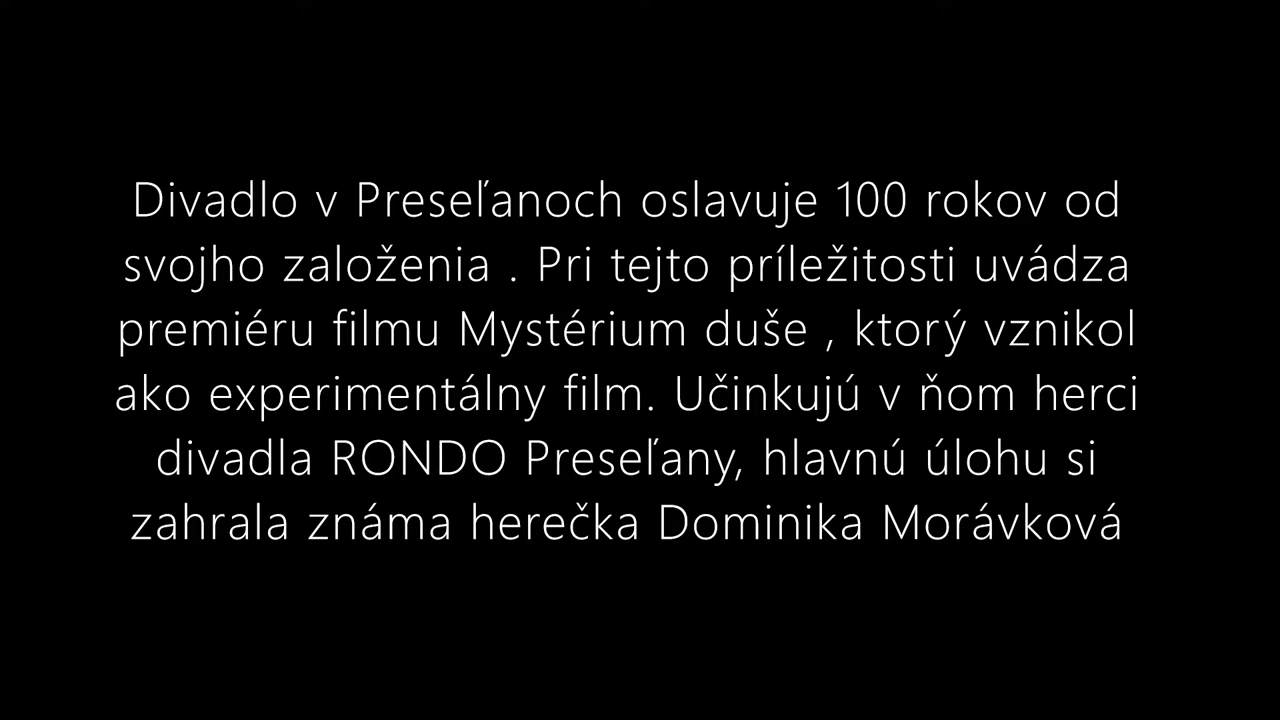 Divadlo v Preseľanoch oslavuje 100 rokov od
svojho založenia . Pri tejto príležitosti uvádza
premiéru filmu Mystérium duše , ktorý vznikol
ako experimentálny film. Učinkujú v ňom herci
divadla RONDO Preseľany, hlavnú úlohu si
zahrala známa herečka Dominika Morávková